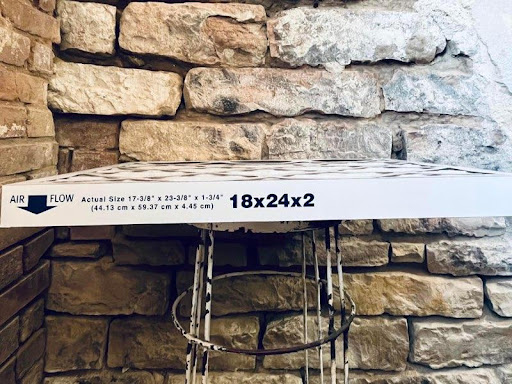 AIR FLOW
Actual Size 17-3/8" x 23-3/8" x 1-3/4"
(44.13 cm x 59.37 cm x 4.45 cm)
18x24x2